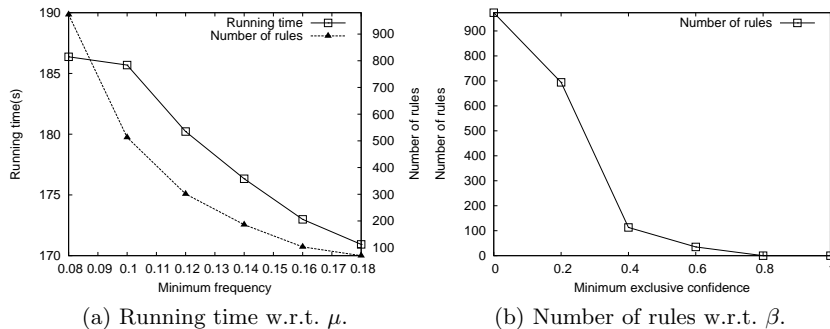 190
185
180
175
170
Running time(s)
0.08 0.09 0.1 0.11 0.12 0.13 0.14 0.15 0.16 0.17 0.18
Minimum frequency
Running time
Number of rules
900
800
700
600
500
400
300
200
100
Number of rules
(a) Running time w.r.t. μ.
900
800
700
600
500
400
300
200
100
0
Number of rules
0 0.2 0.4 0.6 0.8 1
Minimum exclusive confidence
Number of rules
(b) Number of rules w.r.t. β.